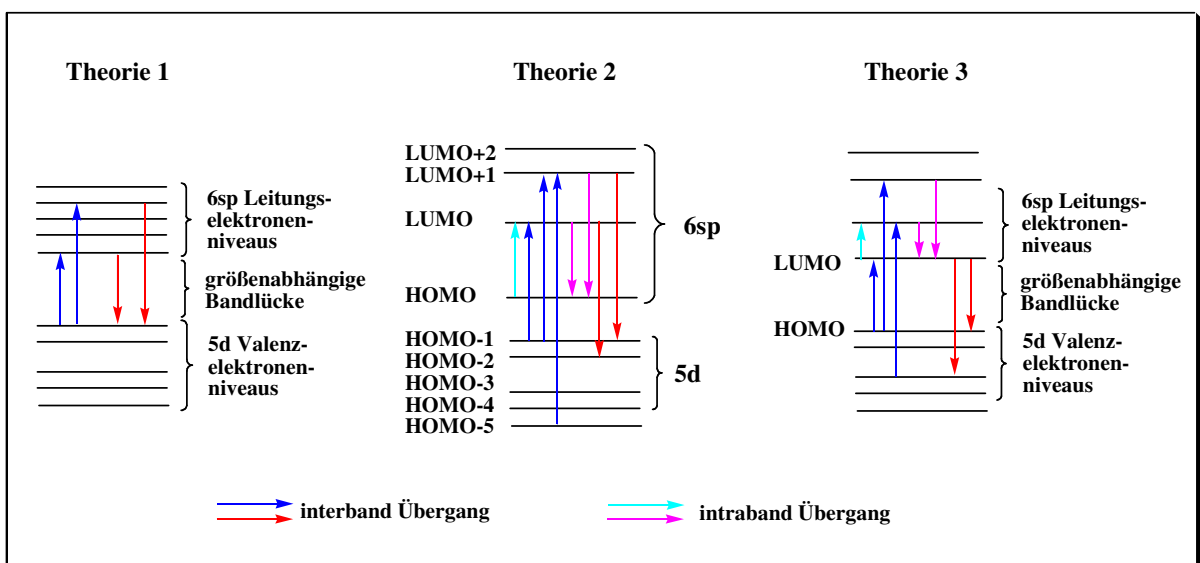 Theorie 1
6sp Leitungs-
elektronen-
niveaus
größenabhängige
Bandlücke
5d Valenz-
elektronen-
niveaus
Theorie 2
LUMO+2
LUMO+1
LUMO
HOMO
HOMO-1
HOMO-2
HOMO-3
HOMO-4
HOMO-5
6sp
5d
Theorie 3
LUMO
HOMO
6sp Leitungs-
elektronen-
niveaus
größenabhängige
Bandlücke
5d Valenz-
elektronen-
niveaus
interband Übergang
intraband Übergang